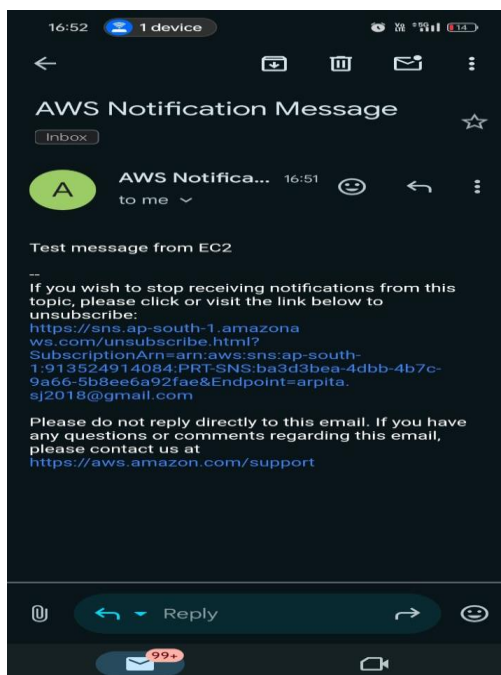 16:52 1 device 5G 14
AWS Notification Message
Inbox
A
AWS Notifica... 16:51
to me
Test message from EC2
--
If you wish to stop receiving notifications from this
topic, please click or visit the link below to
unsubscribe:
https://sns.ap-south-1.amazona
ws.com/unsubscribe.html?
SubscriptionArn=arn:aws:sns:ap-south-
1:913524914084:PRT-SNS:ba3d3bea-4dbb-4b7c-
9a66-5b8ee6a92fae&Endpoint=arpita.
sj2018@gmail.com
Please do not reply directly to this email. If you have
any questions or comments regarding this email,
please contact us at
https://aws.amazon.com/support
Reply
99+